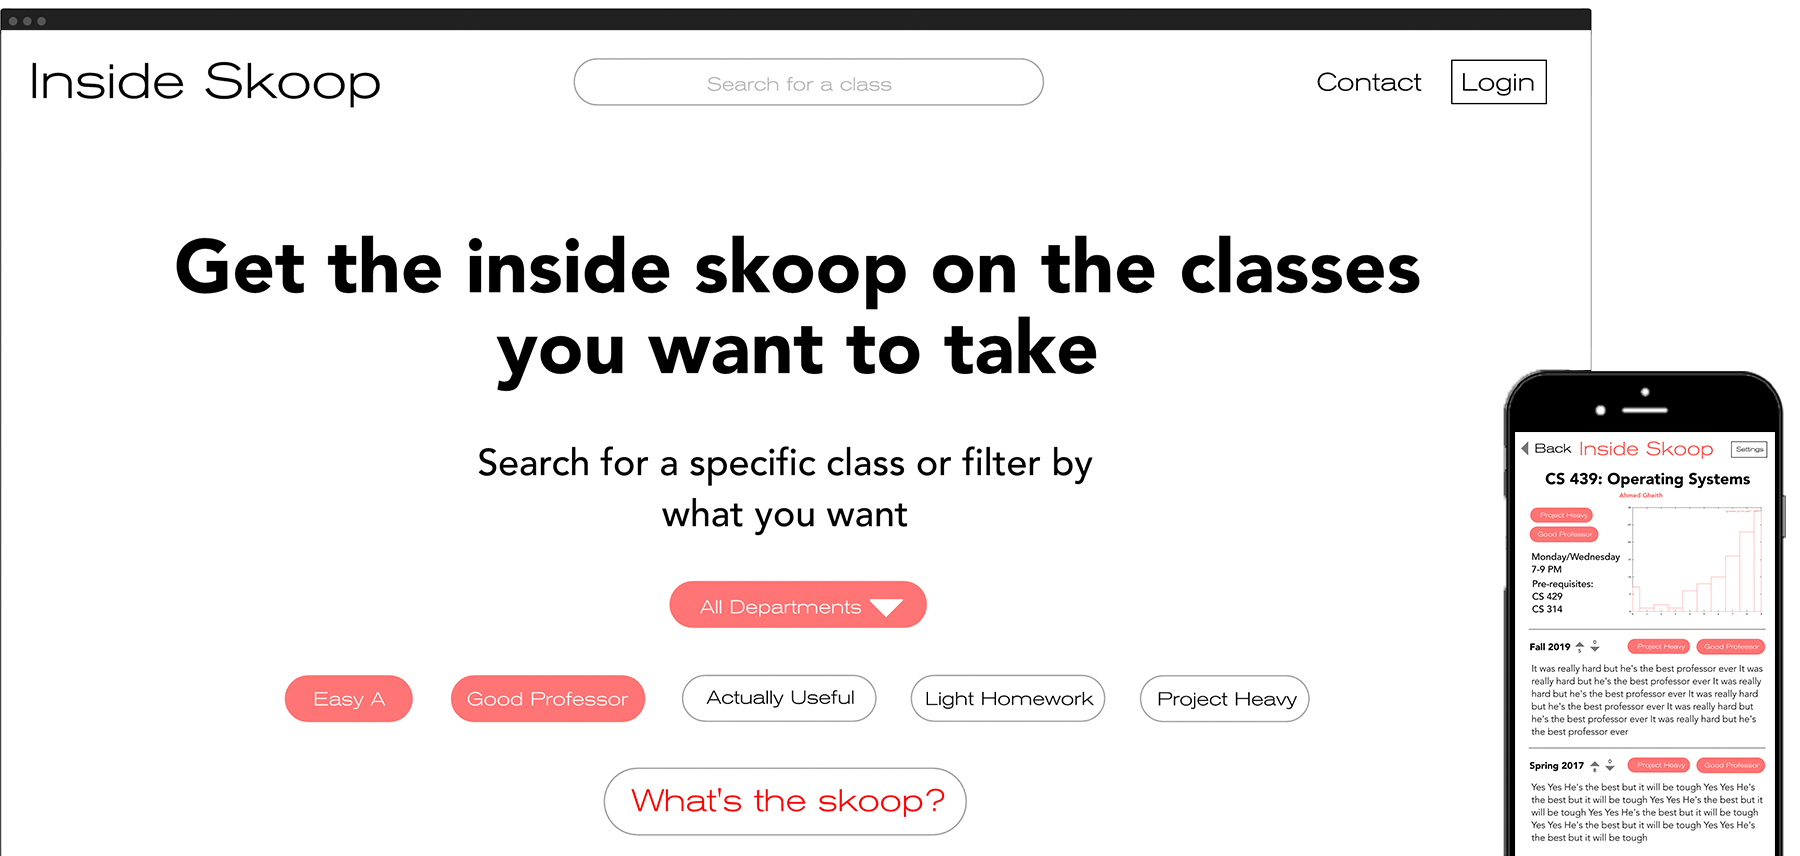 Inside Skoop
Search for a class
Contact
Login
Get the inside skoop on the classes
you want to take
Search for a specific class or filter by
what you want
All Departments
Easy A
Good Professor
Actually Useful
Light Homework
Project Heavy
What's the skoop?
Back
Inside Skoop
Settings
CS 439: Operating Systems
Ahmed Gheith
Project Heavy
Good Professor
Monday/Wednesday
7-9 PM
Pre-requisites:
CS 429
CS 314
Fall 2019
5
0
Project Heavy
Good Professor
It was really hard but he's the best professor ever It was
really hard but he's the best professor ever It was really
hard but he's the best professor ever It was really hard
but he's the best professor ever It was really hard but
he's the best professor ever It was really hard but he's
the best professor ever
Spring 2017
0
Project Heavy
Good Professor
Yes Yes He's the best but it will be tough Yes Yes He's
the best but it will be tough Yes Yes He's the best but it
will be tough Yes Yes He's the best but it will be tough
Yes Yes He's the best but it will be tough Yes Yes He's
the best but it will be tough